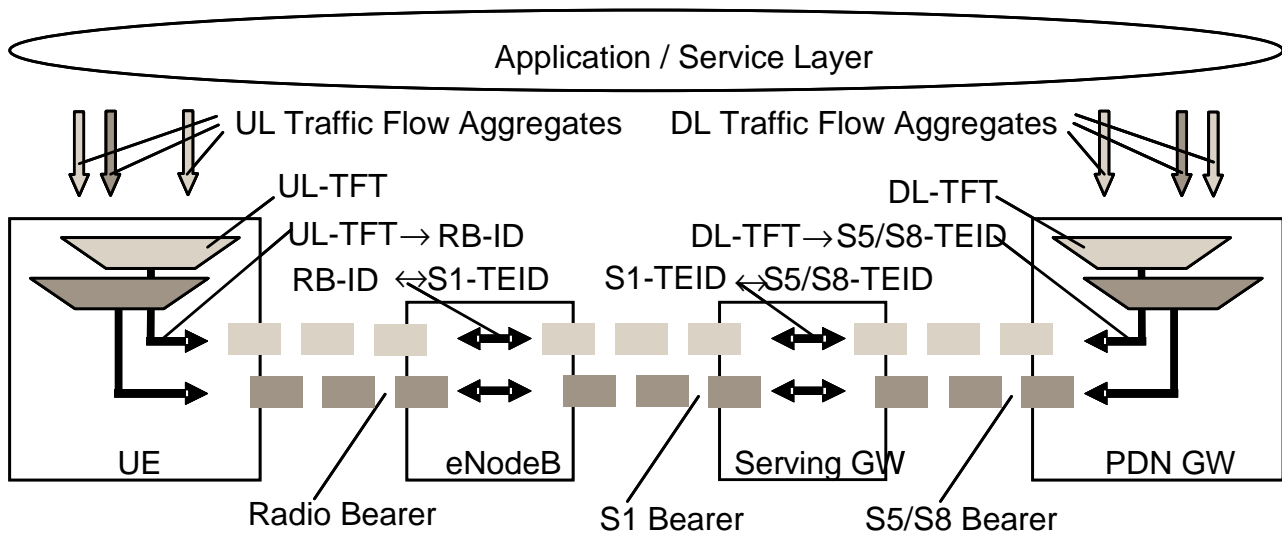 Application / Service Layer
UL Traffic Flow Aggregates
DL Traffic Flow Aggregates
UL-TFT
DL-TFT
UL-TFT→ RB-ID
DL-TFT→S5/S8-TEID
RB-ID ↔S1-TEID
S1-TEID ↔S5/S8-TEID
UE
eNodeB
Serving GW
PDN GW
Radio Bearer
S1 Bearer
S5/S8 Bearer